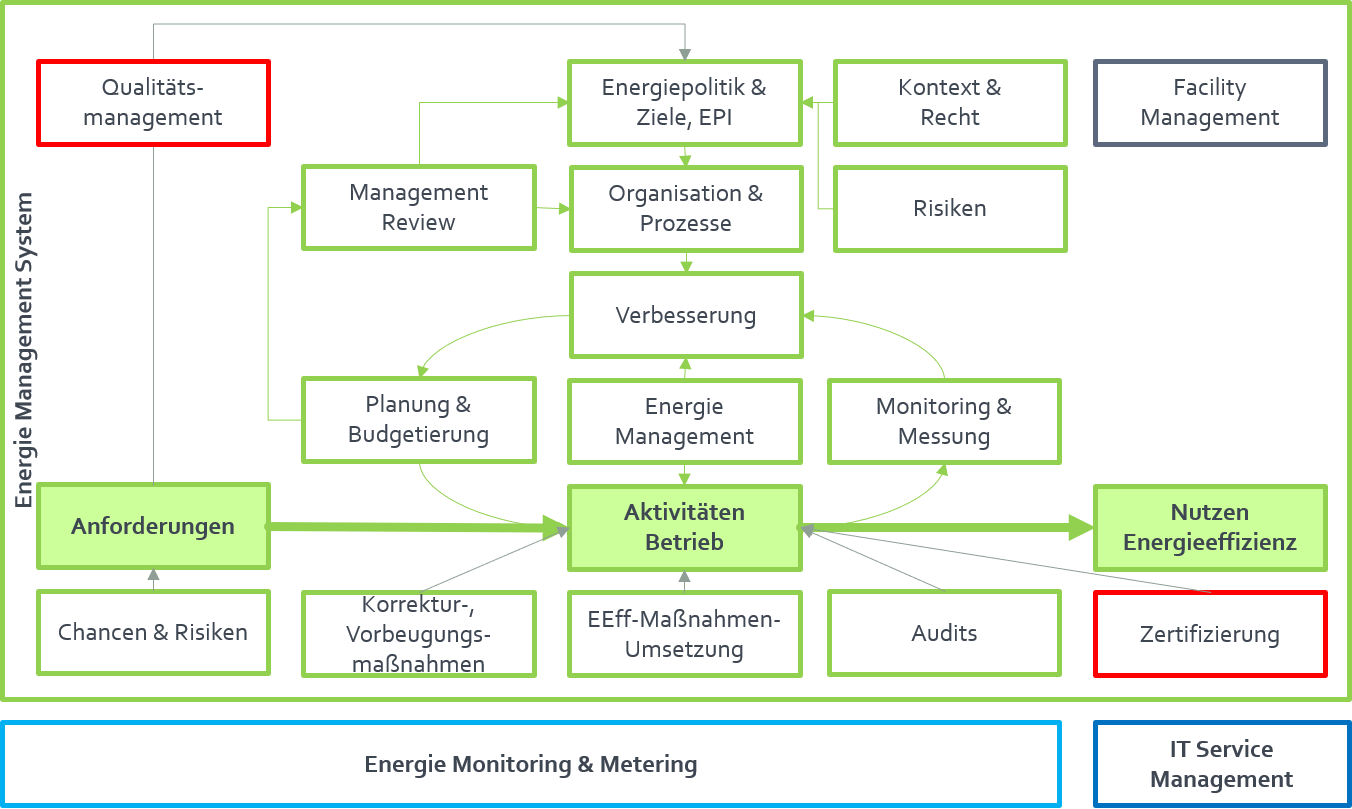 Energie Management System
Qualitäts-
management
Energiepolitik &
Ziele, EPI
Kontext &
Recht
Facility
Management
Management
Review
Organisation &
Prozesse
Risiken
Verbesserung
Planung &
Budgetierung
Energie
Management
Monitoring &
Messung
Anforderungen
Aktivitäten
Betrieb
Nutzen
Energieeffizienz
Chancen & Risiken
Korrektur-,
Vorbeugungs-
maßnahmen
EEff-Maßnahmen-
Umsetzung
Audits
Zertifizierung
Energie Monitoring & Metering
IT Service
Management